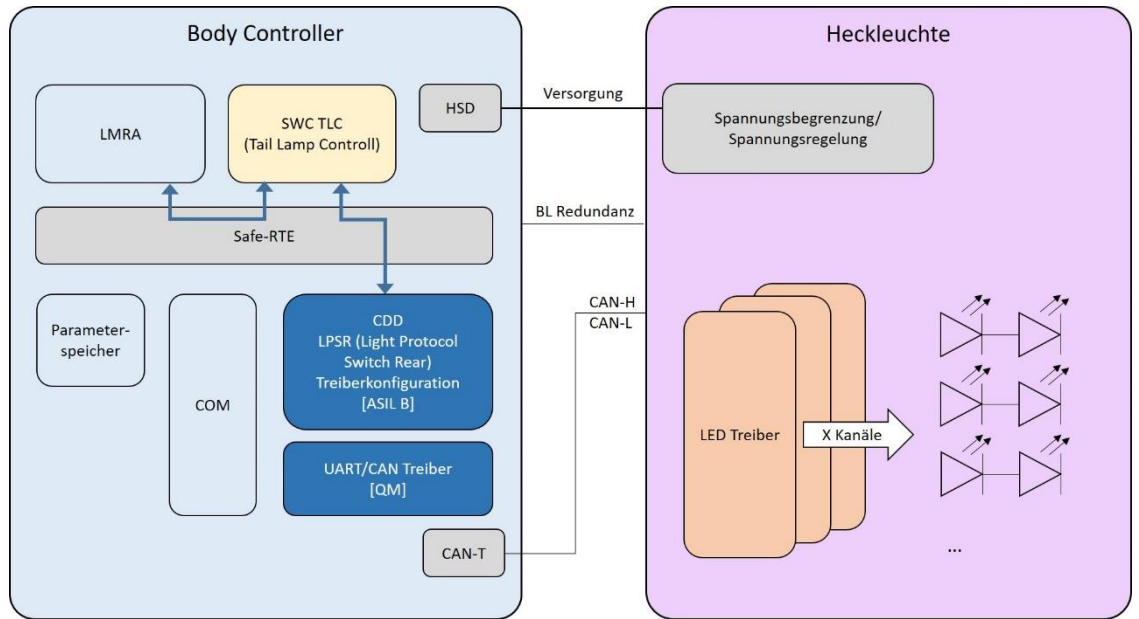 Body Controller
LMRA
SWC TLC
(Tail Lamp Controll)
HSD
Safe-RTE
Parameter-
speicher
COM
CDD
LPSR (Light Protocol
Switch Rear)
Treiberkonfiguration
[ASIL B]
UART/CAN Treiber
[QM]
CAN-T
Versorgung
BL Redundanz
CAN-H
CAN-L
Heckleuchte
Spannungsbegrenzung/
Spannungsregelung
LED Treiber
X Kanäle
...